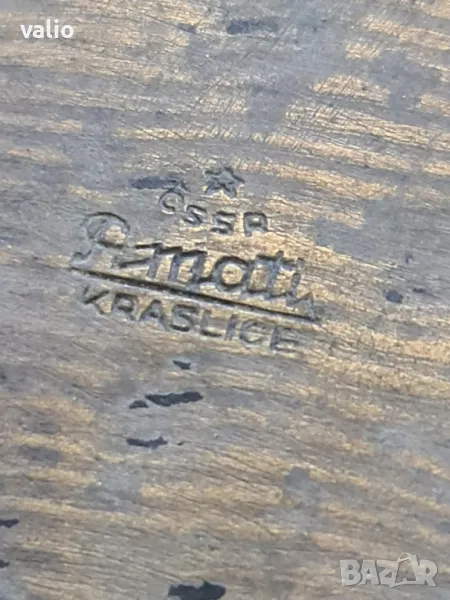 valio
ČSSR
Amati
KRASLICE
BAZAR